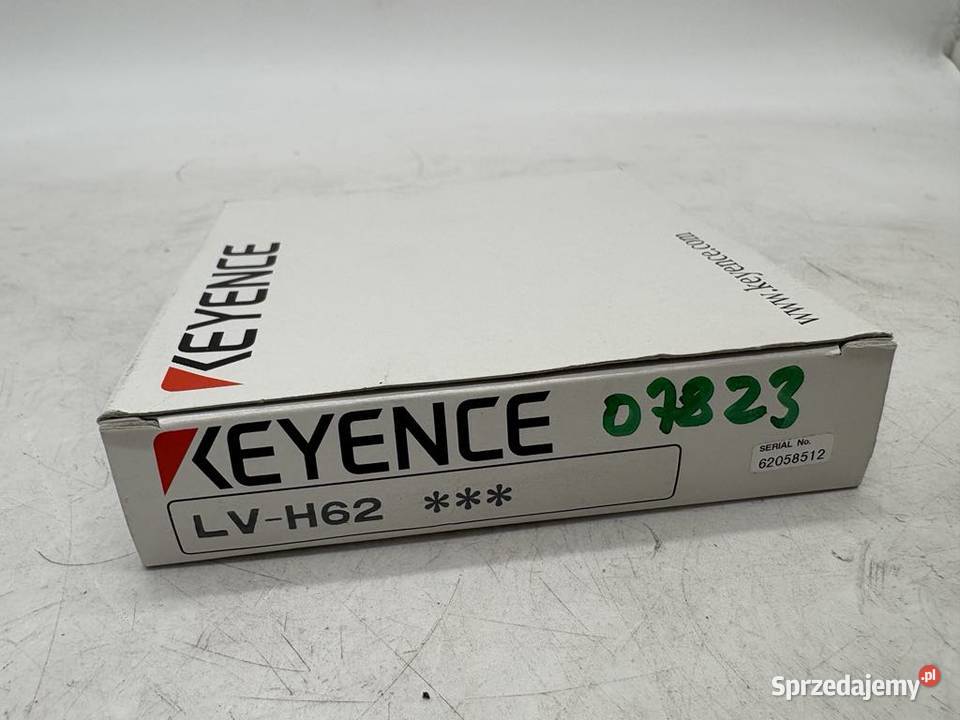 KEYENCE
www.keyence.com
KEYENCE
07823
LV-H62 ***
SERIAL No.
62058512
Sprzedajemy.pl